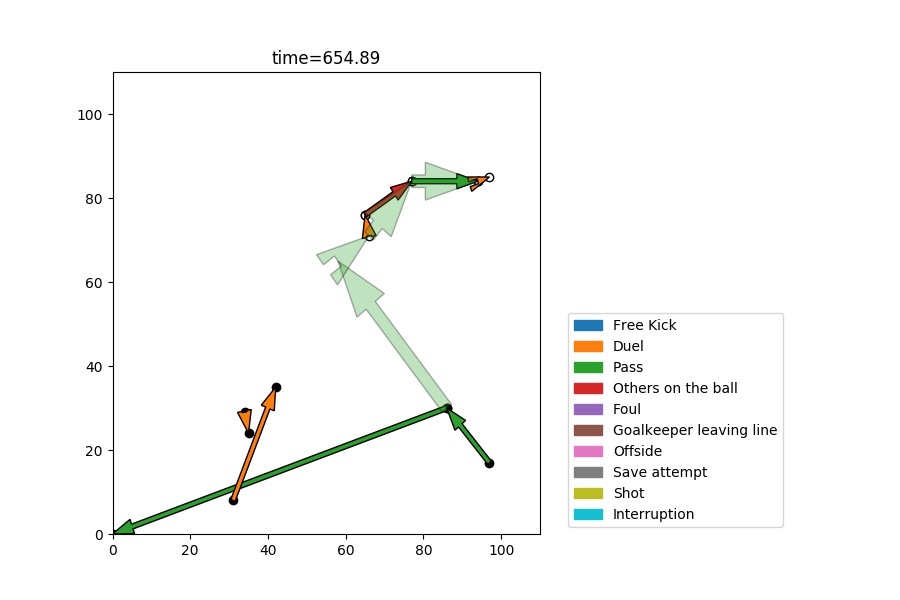 time=654.89
100
80
60
40
20
0
0 20 40 60 80 100
Free Kick
Duel
Pass
Others on the ball
Foul
Goalkeeper leaving line
Offside
Save attempt
Shot
Interruption